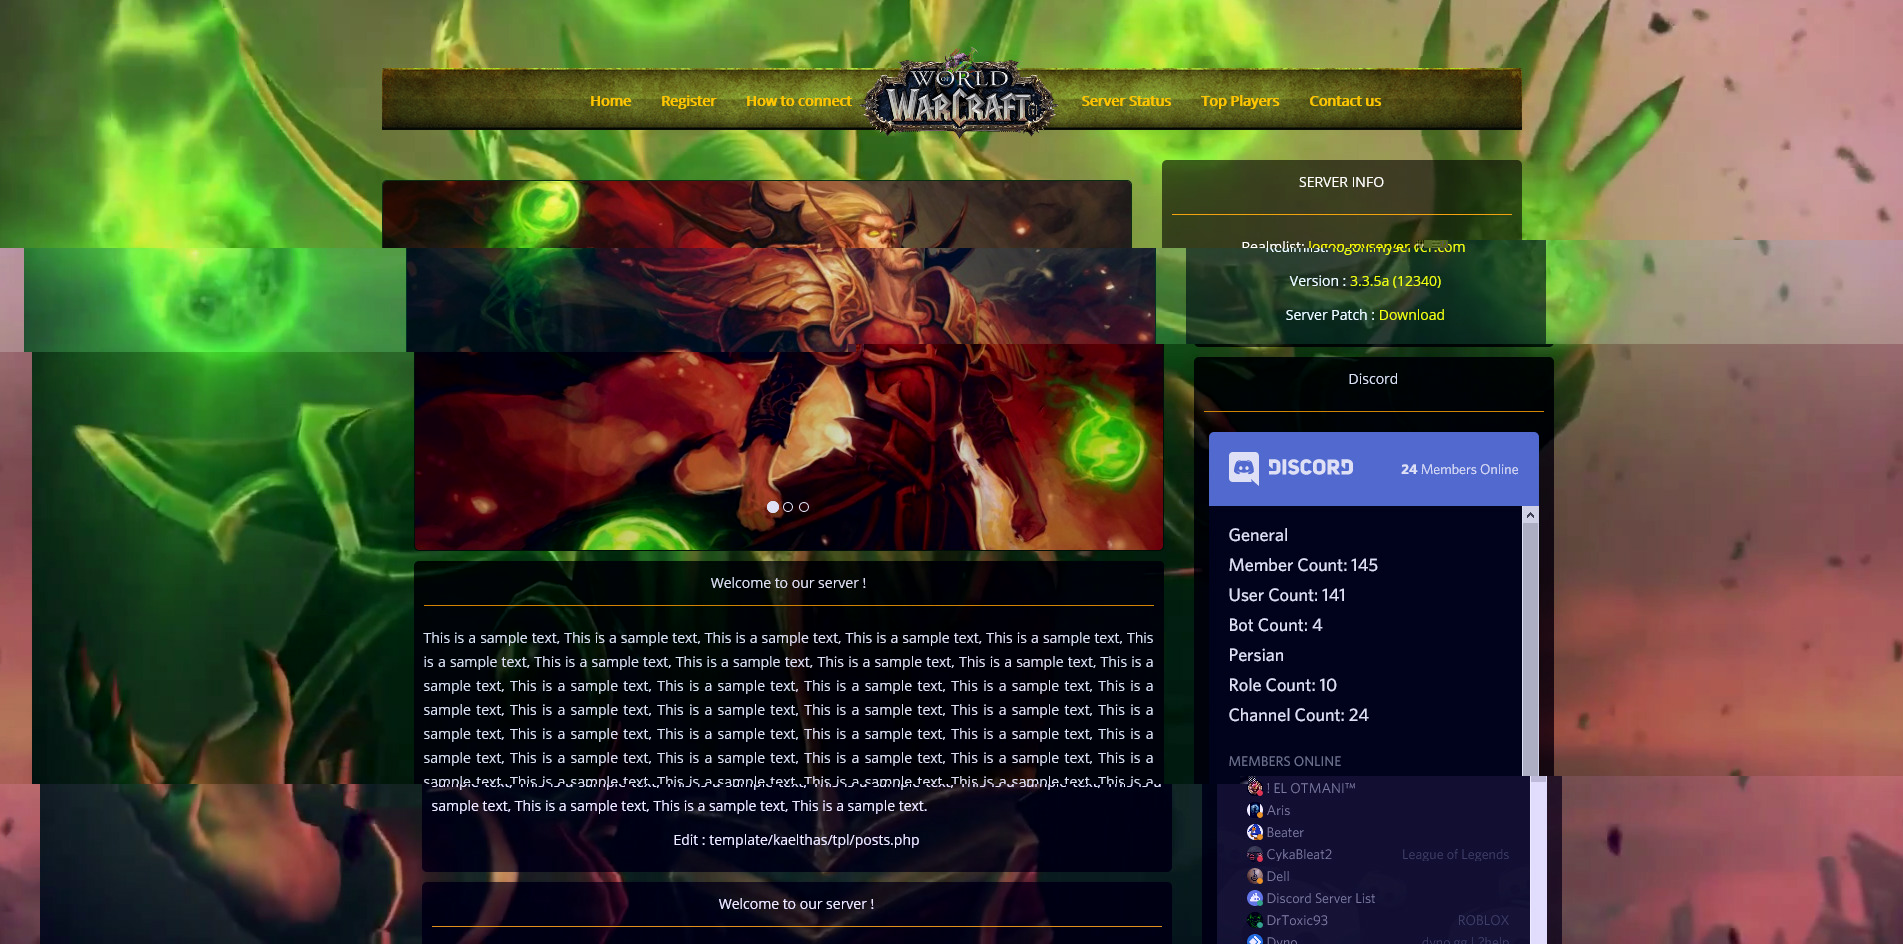 Home Register How to connect WORLD OF WARCRAFT Server Status Top Players Contact us
SERVER INFO
Version : 3.3.5a (12340)
Server Patch : Download
Discord
DISCORD 24 Members Online
General
Member Count: 145
User Count: 141
Bot Count: 4
Persian
Role Count: 10
Channel Count: 24
MEMBERS ONLINE
! EL OTMANI™
Aris
Beater
CykaBleat2 League of Legends
Dell
Discord Server List
DrToxic93 ROBLOX
Dyno
Welcome to our server !
This is a sample text, This is a sample text, This is a sample text, This is a sample text, This is a sample text, This
is a sample text, This is a sample text, This is a sample text, This is a sample text, This is a sample text, This is a
sample text, This is a sample text, This is a sample text, This is a sample text, This is a sample text, This is a
sample text, This is a sample text, This is a sample text, This is a sample text, This is a sample text, This is a
sample text, This is a sample text, This is a sample text, This is a sample text, This is a sample text, This is a
sample text, This is a sample text, This is a sample text, This is a sample text, This is a sample text, This is a
sample text, This is a sample text, This is a sample text, This is a sample text, This is a sample text, This is a
sample text, This is a sample text, This is a sample text, This is a sample text.
Edit : template/kaelthas/tpl/posts.php
Welcome to our server !